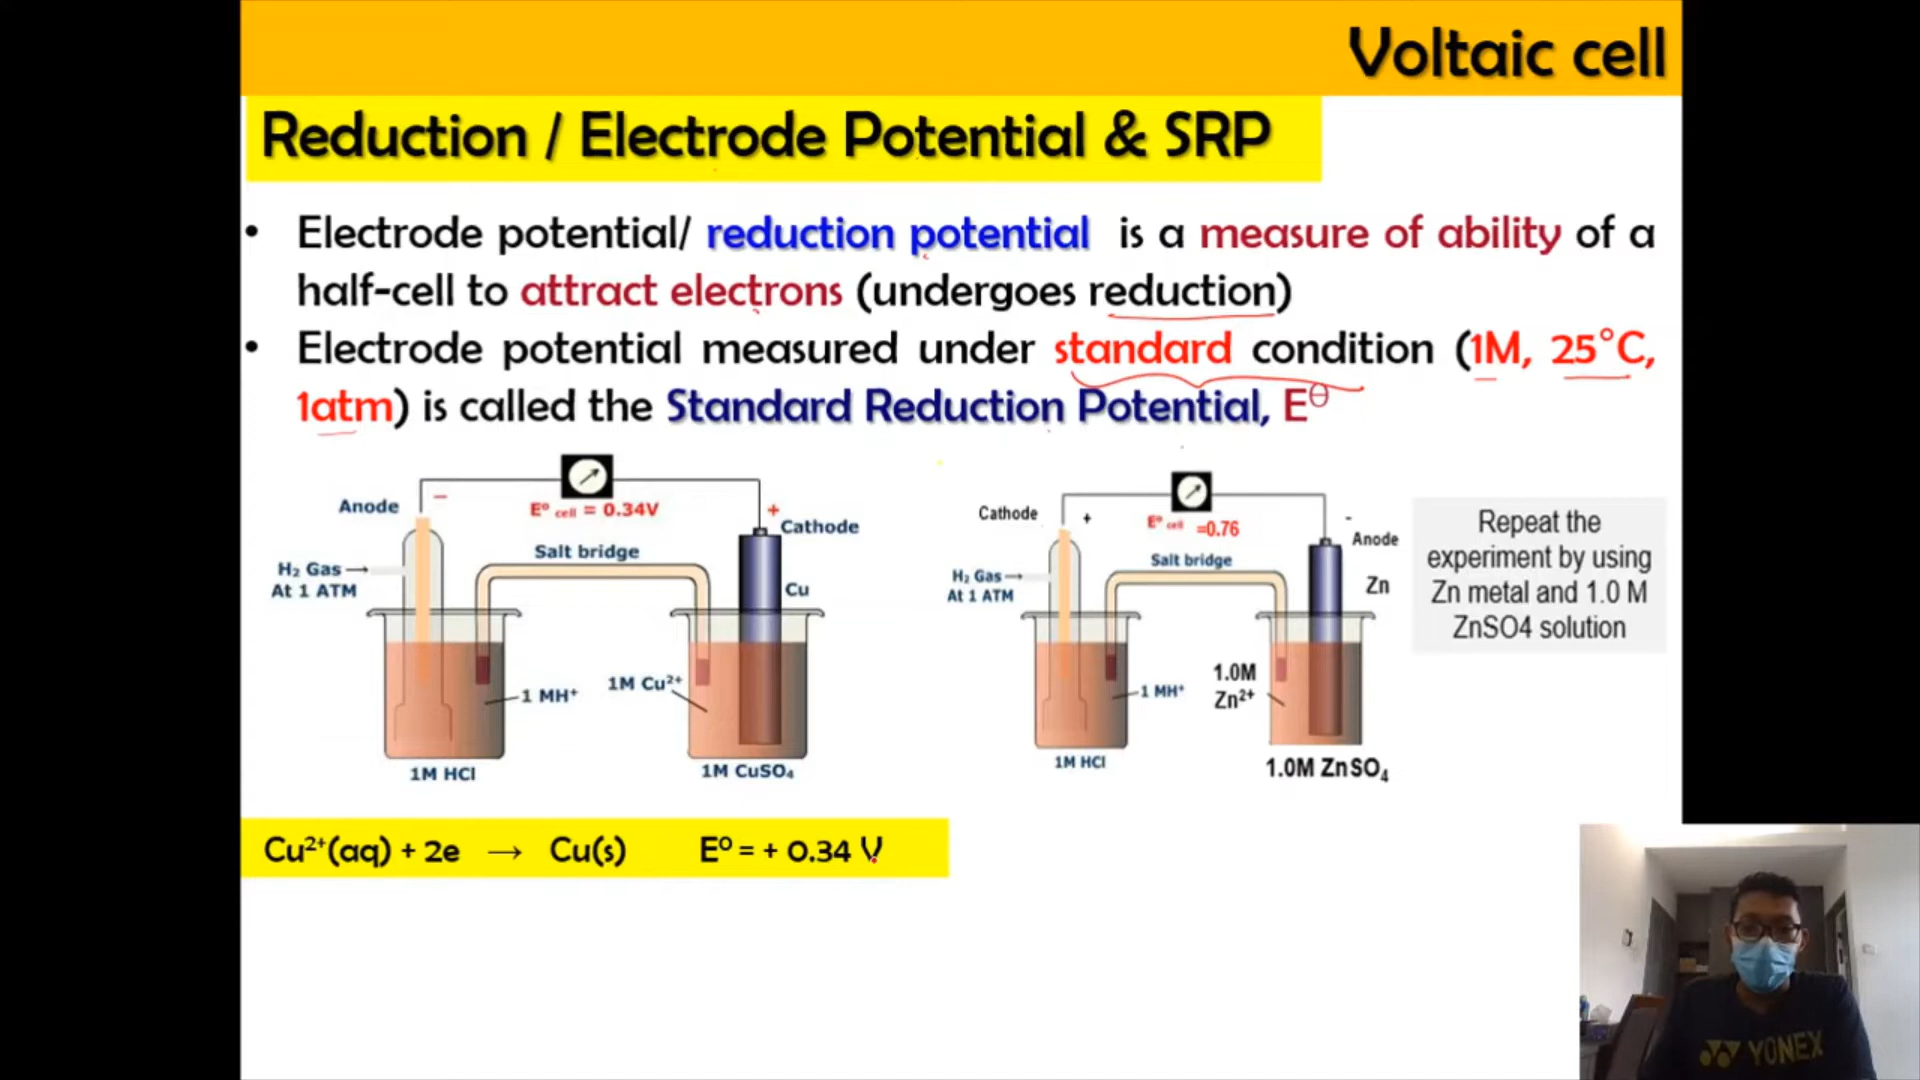 Voltaic cell
Reduction / Electrode Potential & SRP
• Electrode potential/ reduction potential is a measure of ability of a
half-cell to attract electrons (undergoes reduction)
• Electrode potential measured under standard condition (1M, 25°C,
1atm) is called the Standard Reduction Potential, E^θ
Anode
−
E° cell = 0.34V
+
Cathode
Salt bridge
H₂ Gas →
At 1 ATM
Cu
1 MH⁺
1M Cu²⁺
1M HCl
1M CuSO₄
Cathode
+
E° cell =0.76
-
Anode
Salt bridge
H₂ Gas→
At 1 ATM
Zn
1 MH⁺
1.0M
Zn²⁺
1M HCl
1.0M ZnSO₄
Repeat the
experiment by using
Zn metal and 1.0 M
ZnSO4 solution
Cu²⁺(aq) + 2e → Cu(s) E⁰ = + 0.34 V
YONEX